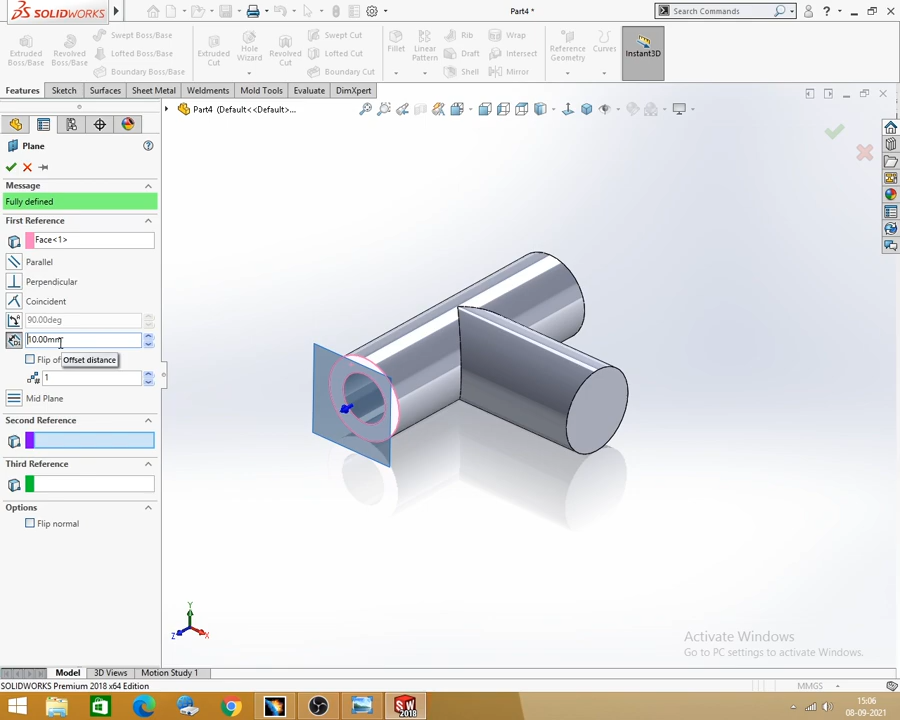 SOLIDWORKS
Part4 *
Search Commands
Extruded Boss/Base
Revolved Boss/Base
Swept Boss/Base
Lofted Boss/Base
Boundary Boss/Base
Extruded Cut
Hole Wizard
Revolved Cut
Swept Cut
Lofted Cut
Boundary Cut
Fillet
Linear Pattern
Rib
Draft
Shell
Wrap
Intersect
Mirror
Reference Geometry
Curves
Instant3D
Features
Sketch
Surfaces
Sheet Metal
Weldments
Mold Tools
Evaluate
DimXpert
Part4 (Default<<Default>...
Plane
Message
Fully defined
First Reference
Face<1>
Parallel
Perpendicular
Coincident
90.00deg
10.00mm
Flip of
Offset distance
1
Mid Plane
Second Reference
Third Reference
Options
Flip normal
Y
Z
X
Activate Windows
Go to PC settings to activate Windows.
Model
3D Views
Motion Study 1
SOLIDWORKS Premium 2018 x64 Edition
MMGS
SW
2018
15:06
08-09-2021